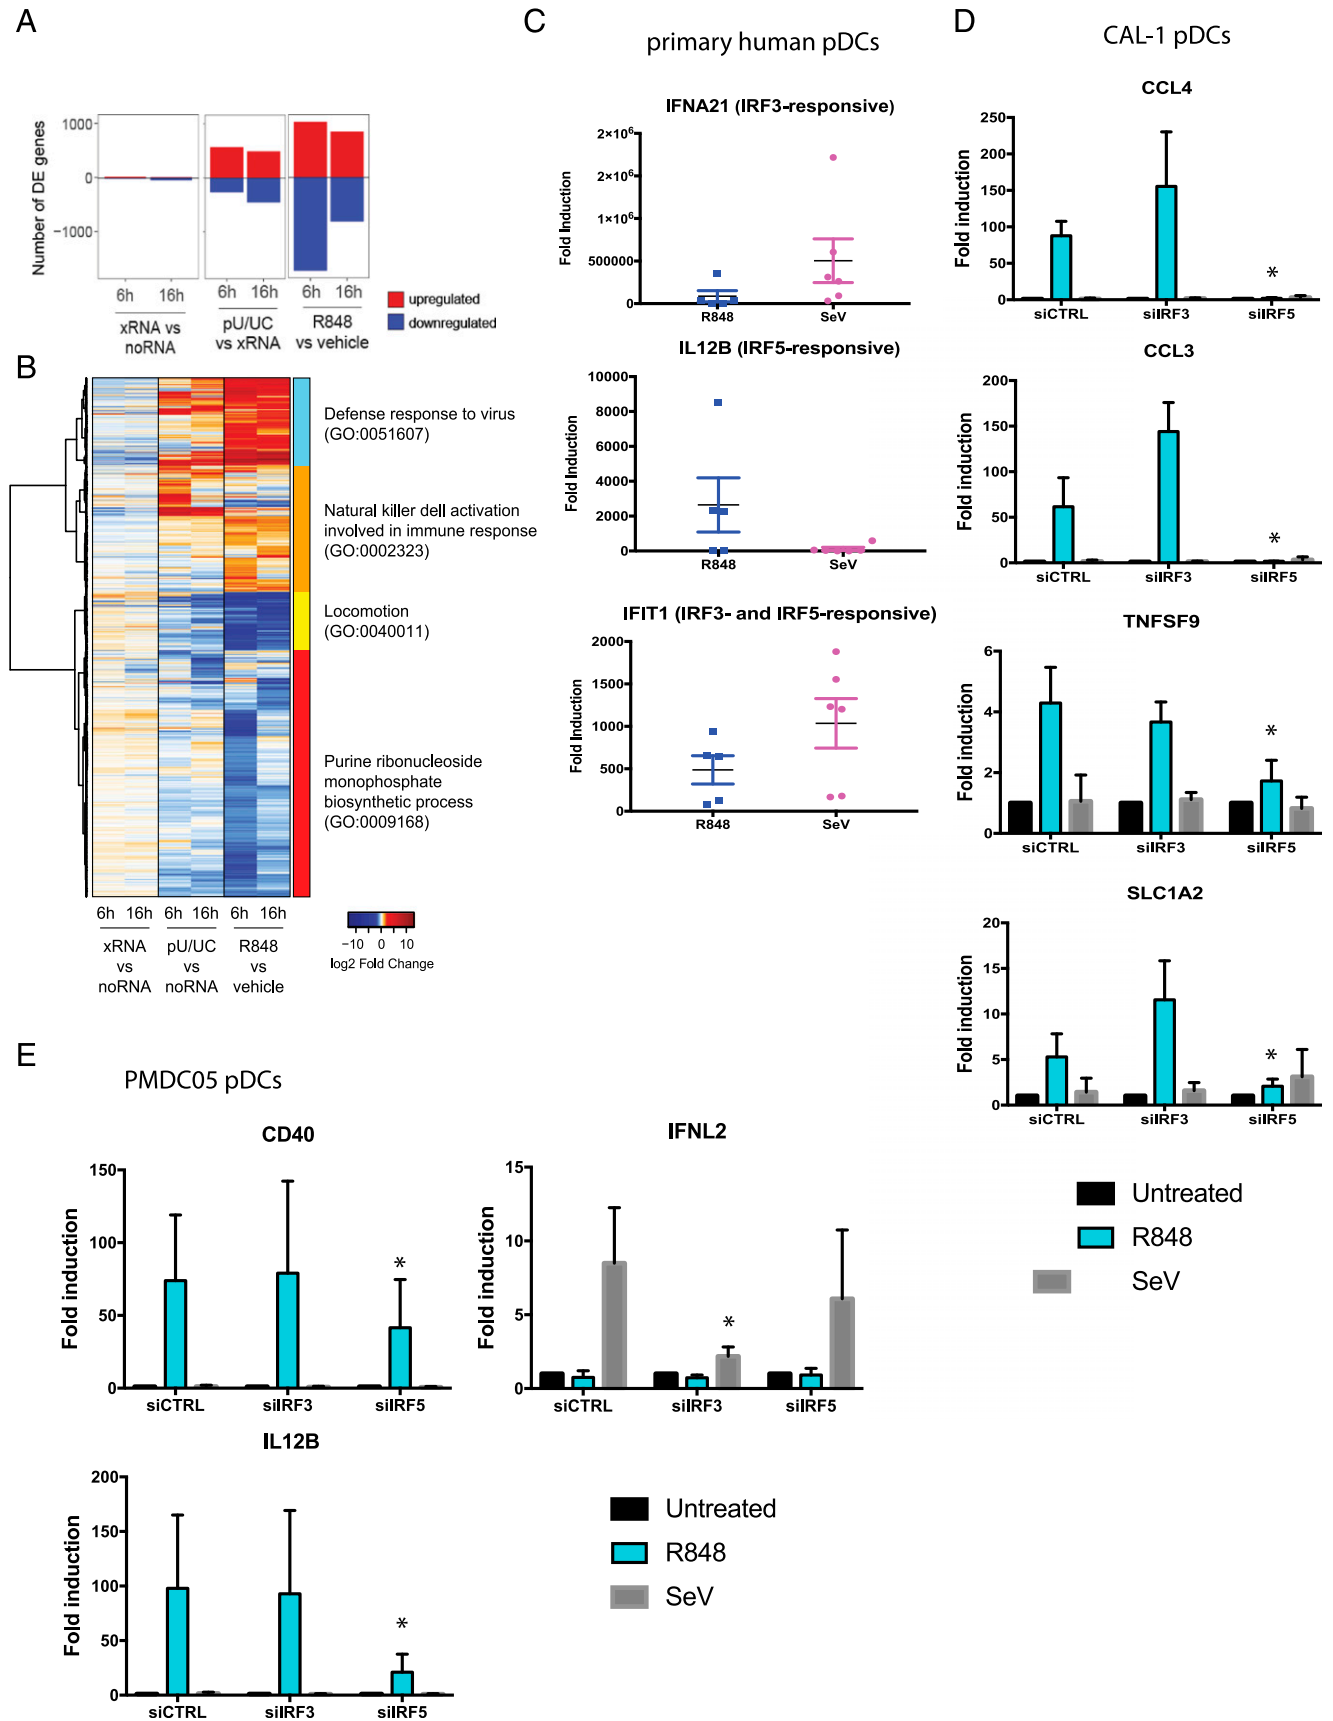 A
Number of DE genes
1000
0
−1000
6h 16h
6h 16h
6h 16h
xRNA vs
noRNA
pU/UC
vs xRNA
R848
vs vehicle
upregulated
downregulated
B
Defense response to virus
(GO:0051607)
Natural killer dell activation
involved in immune response
(GO:0002323)
Locomotion
(GO:0040011)
Purine ribonucleoside
monophosphate
biosynthetic process
(GO:0009168)
6h 16h 6h 16h 6h 16h
xRNA
vs
noRNA
pU/UC
vs
noRNA
R848
vs
vehicle
−10 0 10
log2 Fold Change
C
primary human pDCs
IFNA21 (IRF3-responsive)
Fold Induction
2×10⁶
1×10⁶
500000
0
R848 SeV
IL12B (IRF5-responsive)
Fold Induction
10000
8000
6000
4000
2000
0
R848 SeV
IFIT1 (IRF3- and IRF5-responsive)
Fold Induction
2000
1500
1000
500
0
R848 SeV
D
CAL-1 pDCs
CCL4
Fold induction
250
200
150
100
50
0
*
siCTRL siIRF3 siIRF5
CCL3
Fold induction
200
150
100
50
0
*
siCTRL siIRF3 siIRF5
TNFSF9
Fold induction
6
4
2
0
*
siCTRL siIRF3 siIRF5
SLC1A2
Fold induction
20
15
10
5
0
*
siCTRL siIRF3 siIRF5
Untreated
R848
SeV
E
PMDC05 pDCs
CD40
Fold induction
150
100
50
0
*
siCTRL siIRF3 siIRF5
IFNL2
Fold induction
15
10
5
0
*
siCTRL siIRF3 siIRF5
IL12B
Fold induction
200
150
100
50
0
*
siCTRL siIRF3 siIRF5
Untreated
R848
SeV